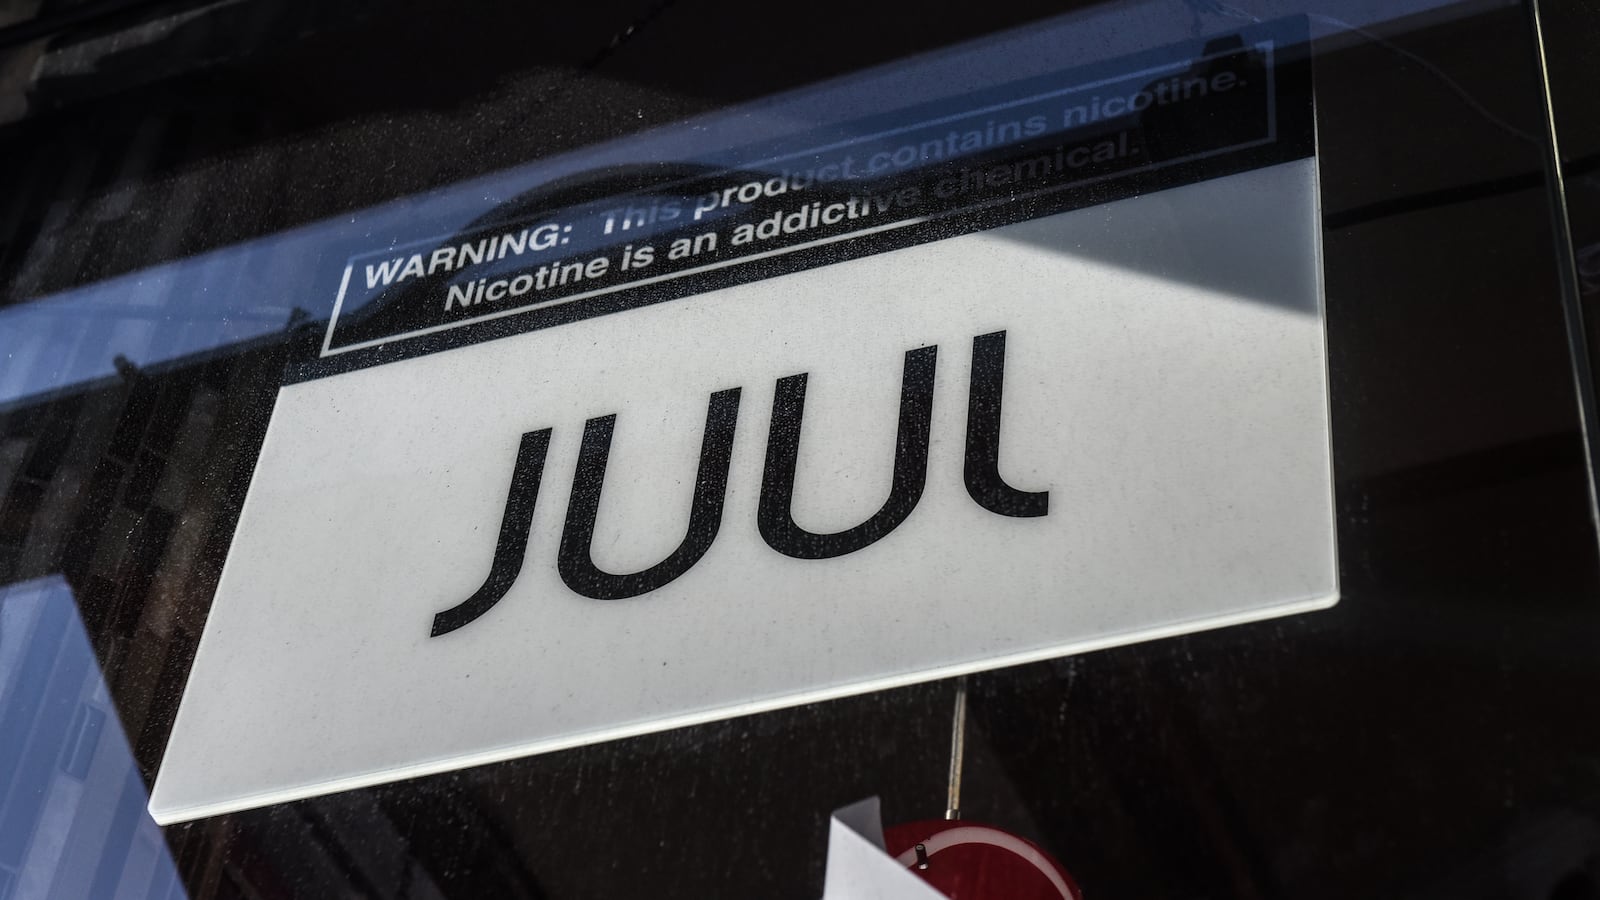 WARNING: This product contains nicotine.
Nicotine is an addictive chemical.
JUUL